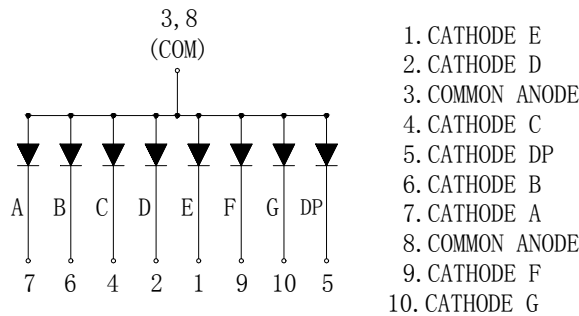 3,8
(COM)
A B C D E F G DP
7 6 4 2 1 9 10 5
1. CATHODE E
2. CATHODE D
3. COMMON ANODE
4. CATHODE C
5. CATHODE DP
6. CATHODE B
7. CATHODE A
8. COMMON ANODE
9. CATHODE F
10. CATHODE G